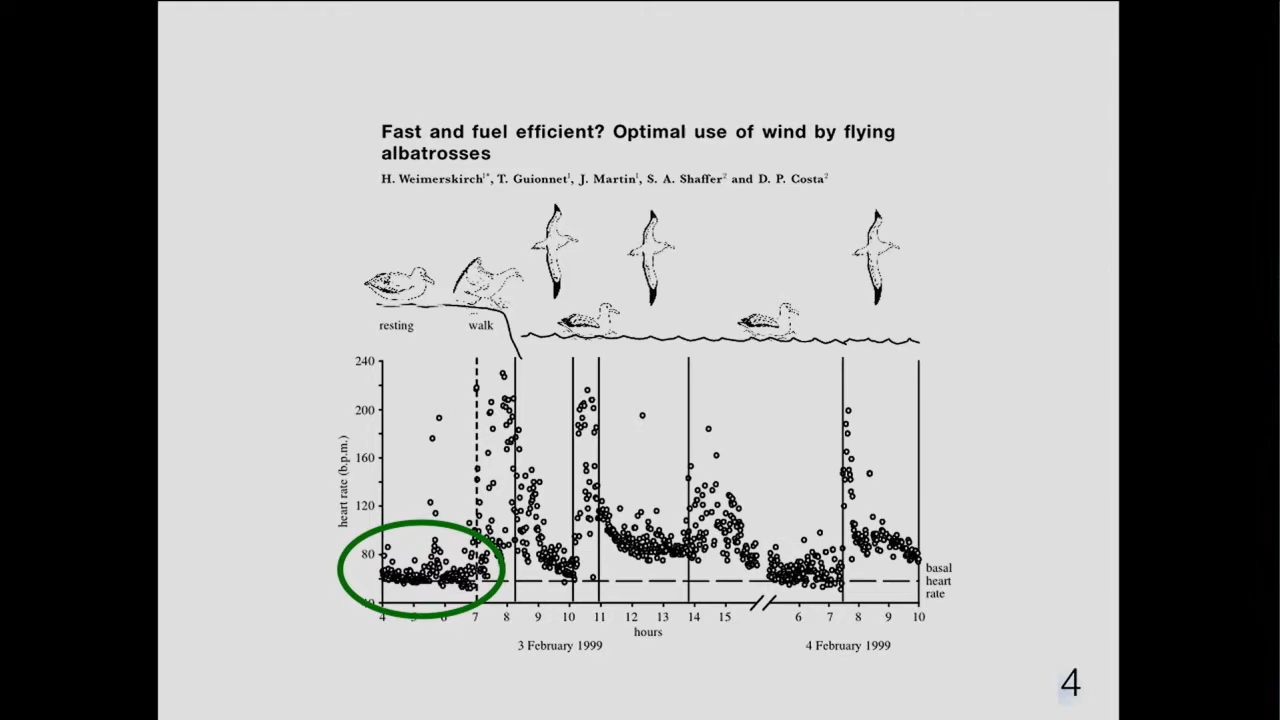 Fast and fuel efficient? Optimal use of wind by flying
albatrosses
H. Weimerskirch1*, T. Guionnet1, J. Martin1, S. A. Shaffer2 and D. P. Costa2
resting
walk
240
200
160
120
80
heart rate (b.p.m.)
basal
heart
rate
4 6 7 8 9 10 11 12 13 14 15 6 7 8 9 10
hours
3 February 1999
4 February 1999
4